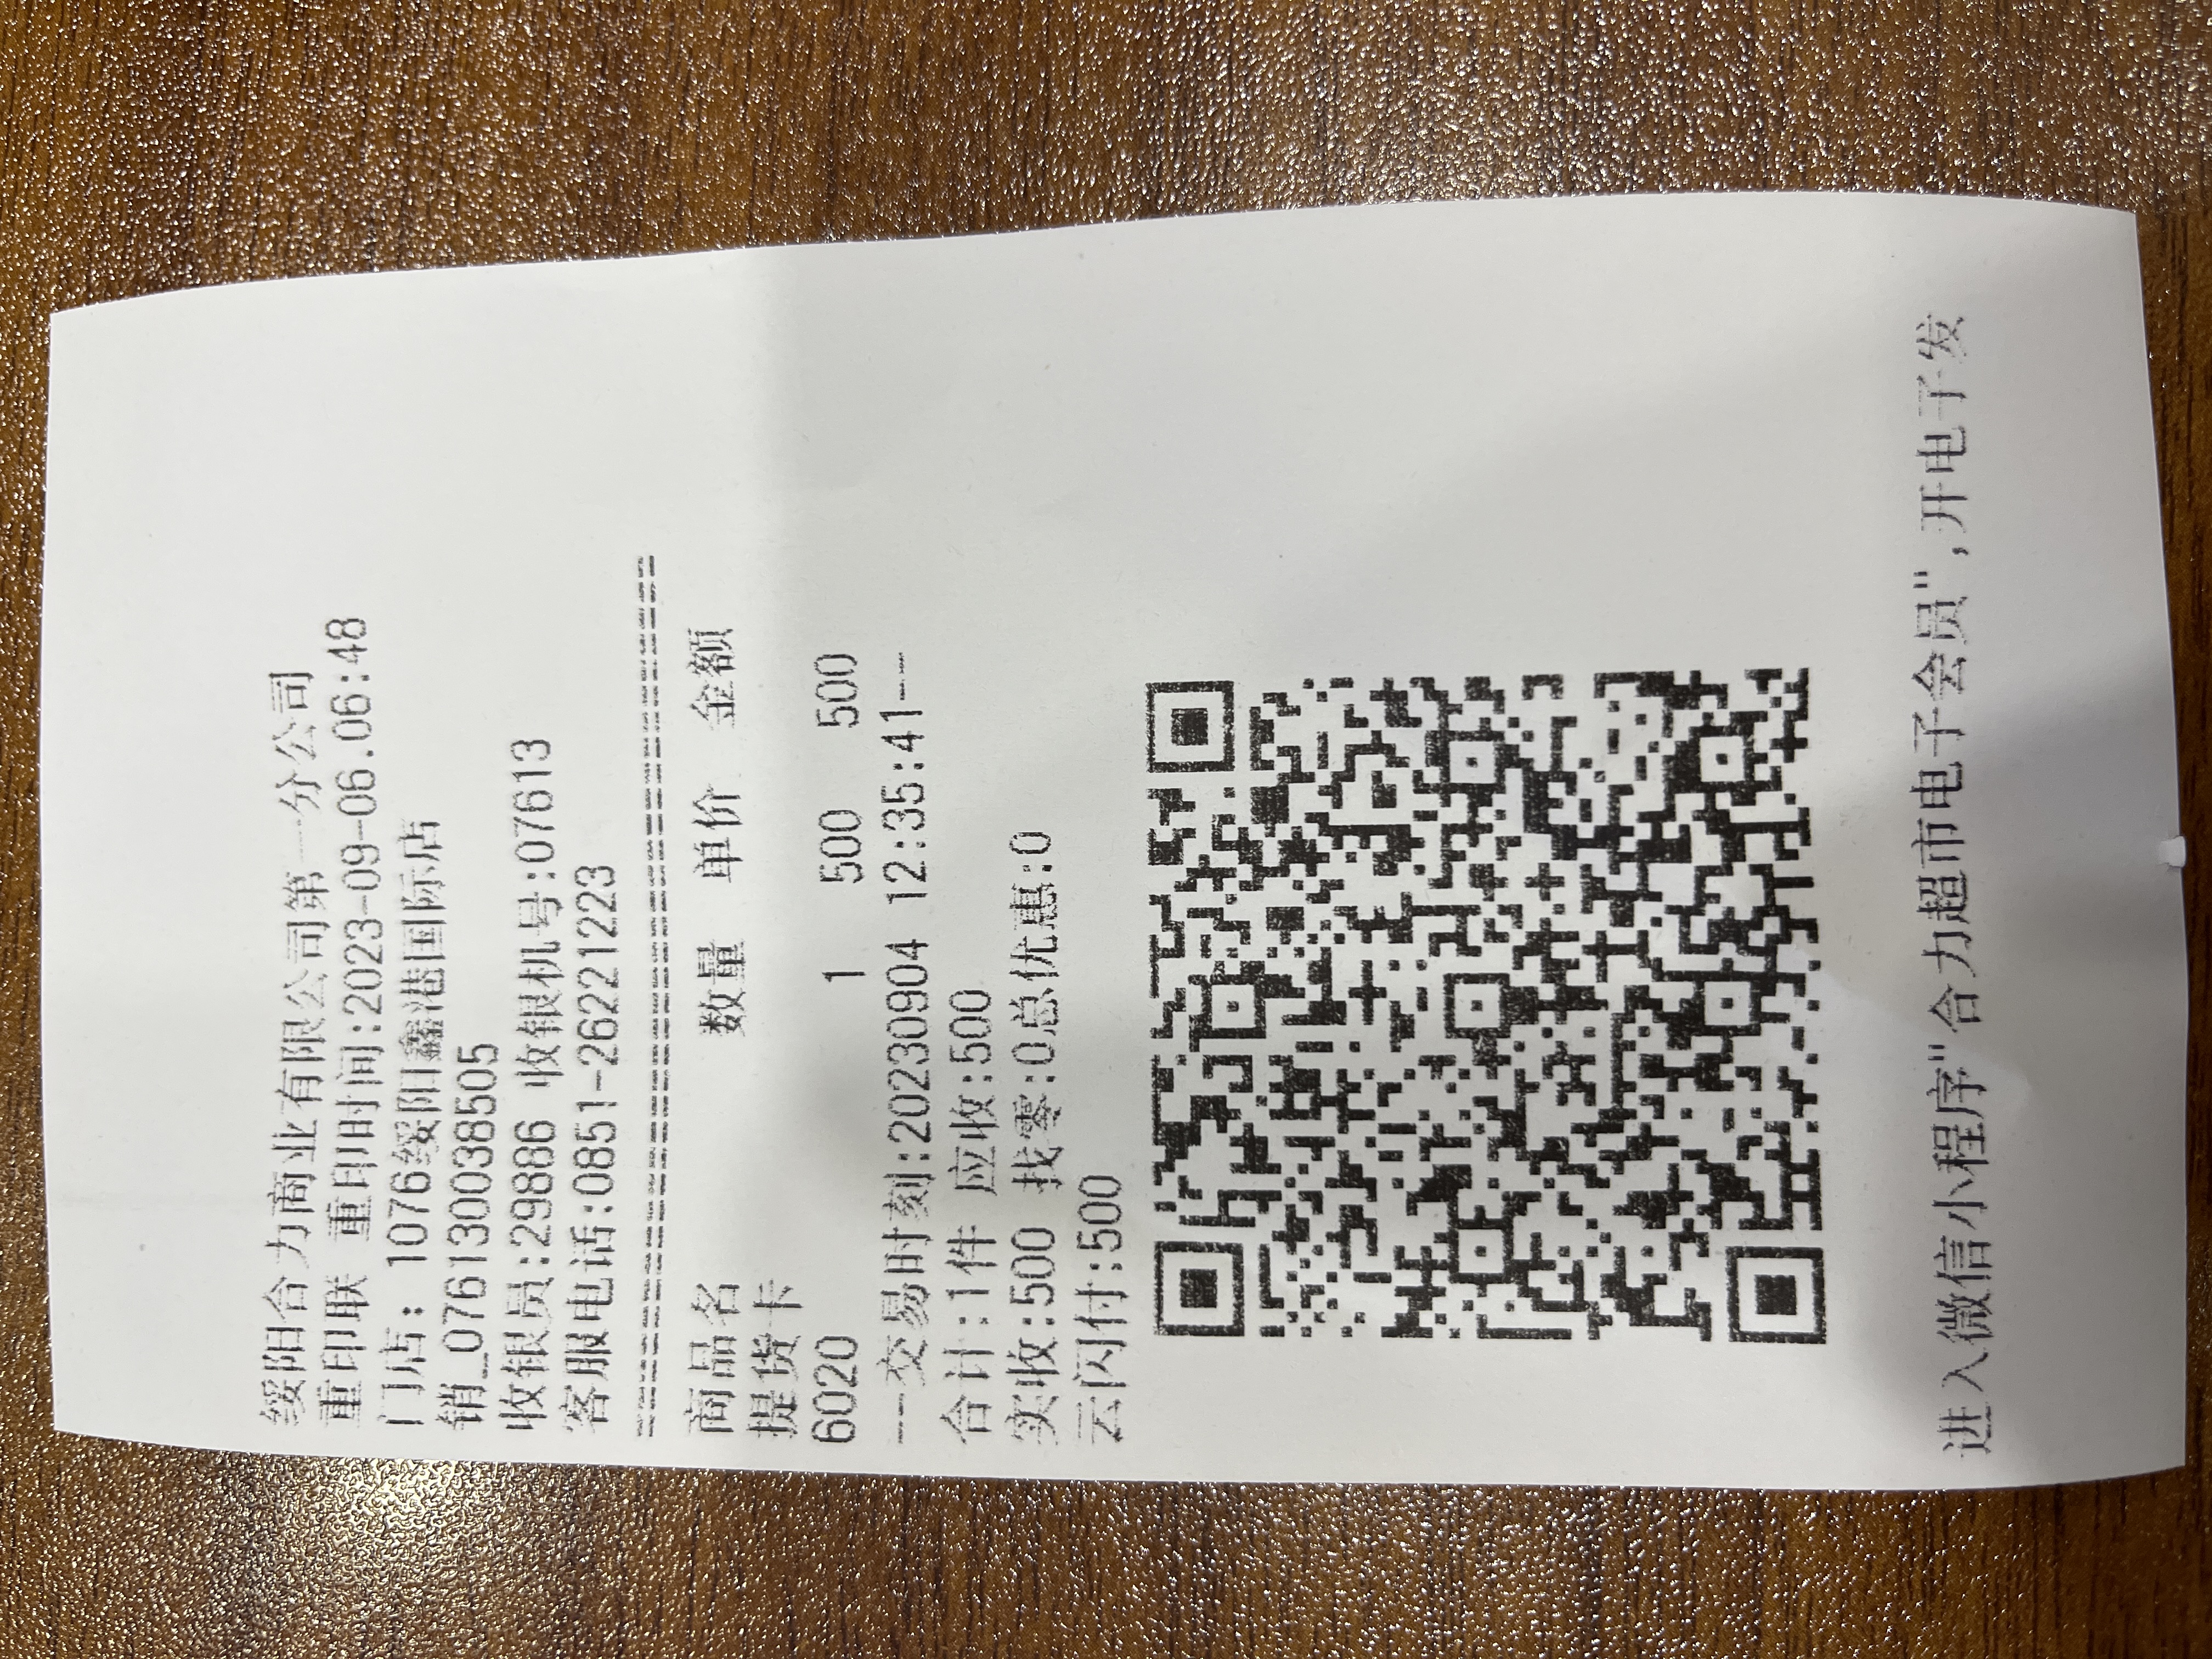 绥阳合力商业有限公司第一分公司
重印联 重印时间:2023-09-06.06:48
门店: 1076绥阳鑫港国际店
销_076130038505
收银员:29886 收银机号:07613
客服电话:0851-26221223
商品名 数量 单价 金额
提货卡
6020 1 500 500
---交易时刻:20230904 12:35:41--
合计:1件 应收:500
实收:500 找零:0总优惠:0
云闪付:500
进入微信小程序"合力超市电子会员",开电子发